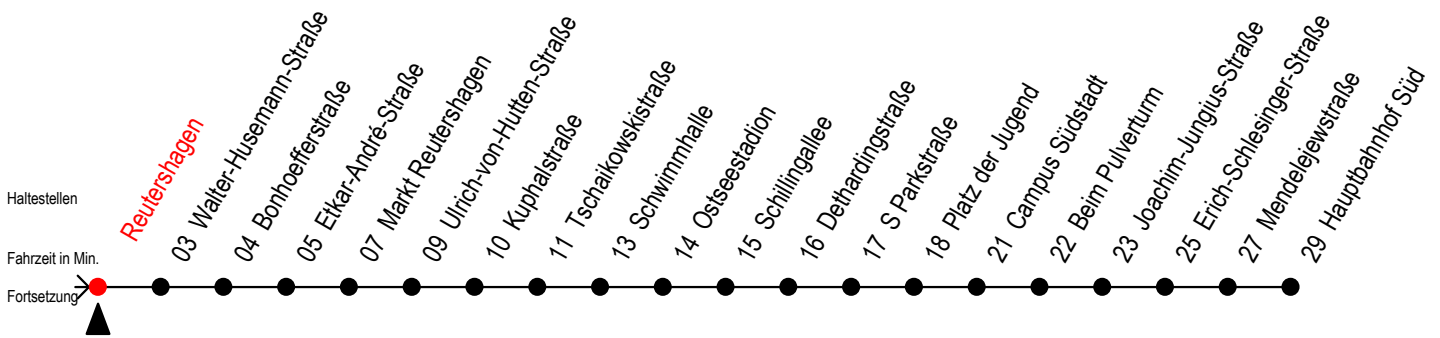 Haltestellen
Fahrzeit in Min.
Fortsetzung
Reutershagen
03 Walter-Husemann-Straße
04 Bonhoefferstraße
05 Etkar-André-Straße
07 Markt Reutershagen
09 Ulrich-von-Hutten-Straße
10 Kuphalstraße
11 Tschaikowskistraße
13 Schwimmhalle
14 Ostseestadion
15 Schillingallee
16 Dethardingstraße
17 S Parkstraße
18 Platz der Jugend
21 Campus Südstadt
22 Beim Pulverturm
23 Joachim-Jungius-Straße
25 Erich-Schlesinger-Straße
27 Mendelejewstraße
29 Hauptbahnhof Süd